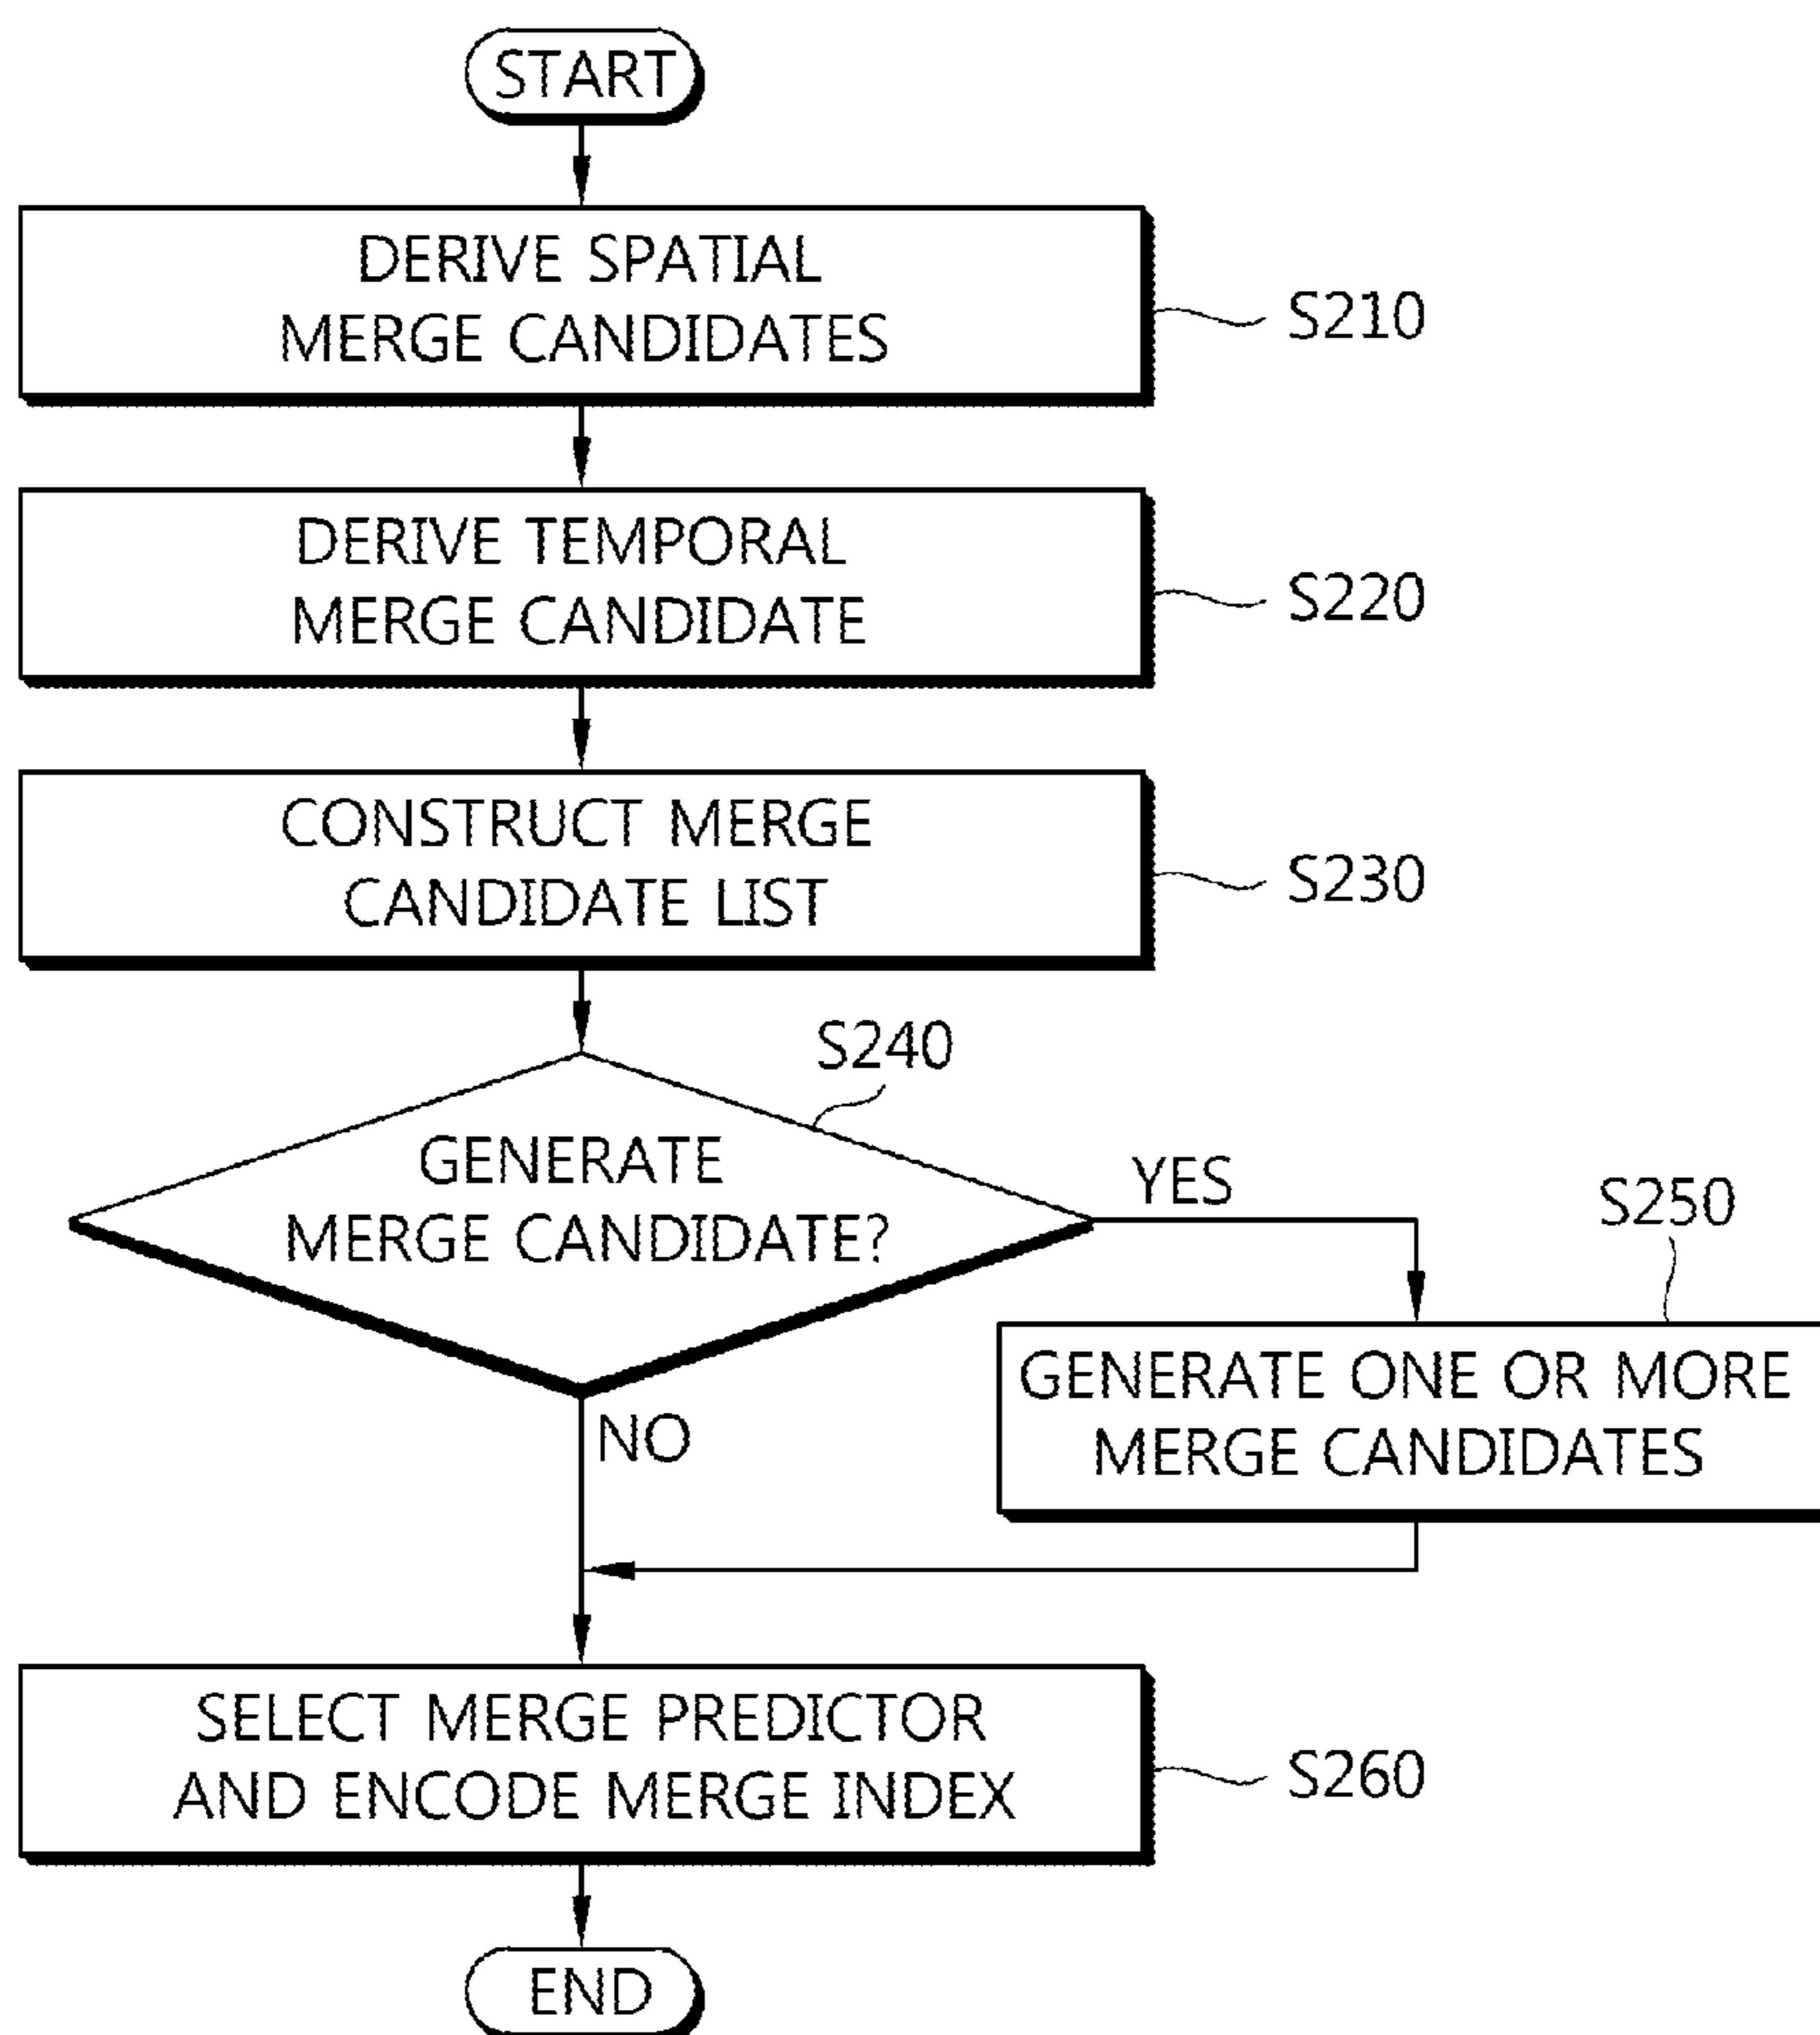 START
DERIVE SPATIAL
MERGE CANDIDATES
S210
DERIVE TEMPORAL
MERGE CANDIDATE
S220
CONSTRUCT MERGE
CANDIDATE LIST
S230
S240
GENERATE
MERGE CANDIDATE?
YES
S250
GENERATE ONE OR MORE
MERGE CANDIDATES
NO
SELECT MERGE PREDICTOR
AND ENCODE MERGE INDEX
S260
END